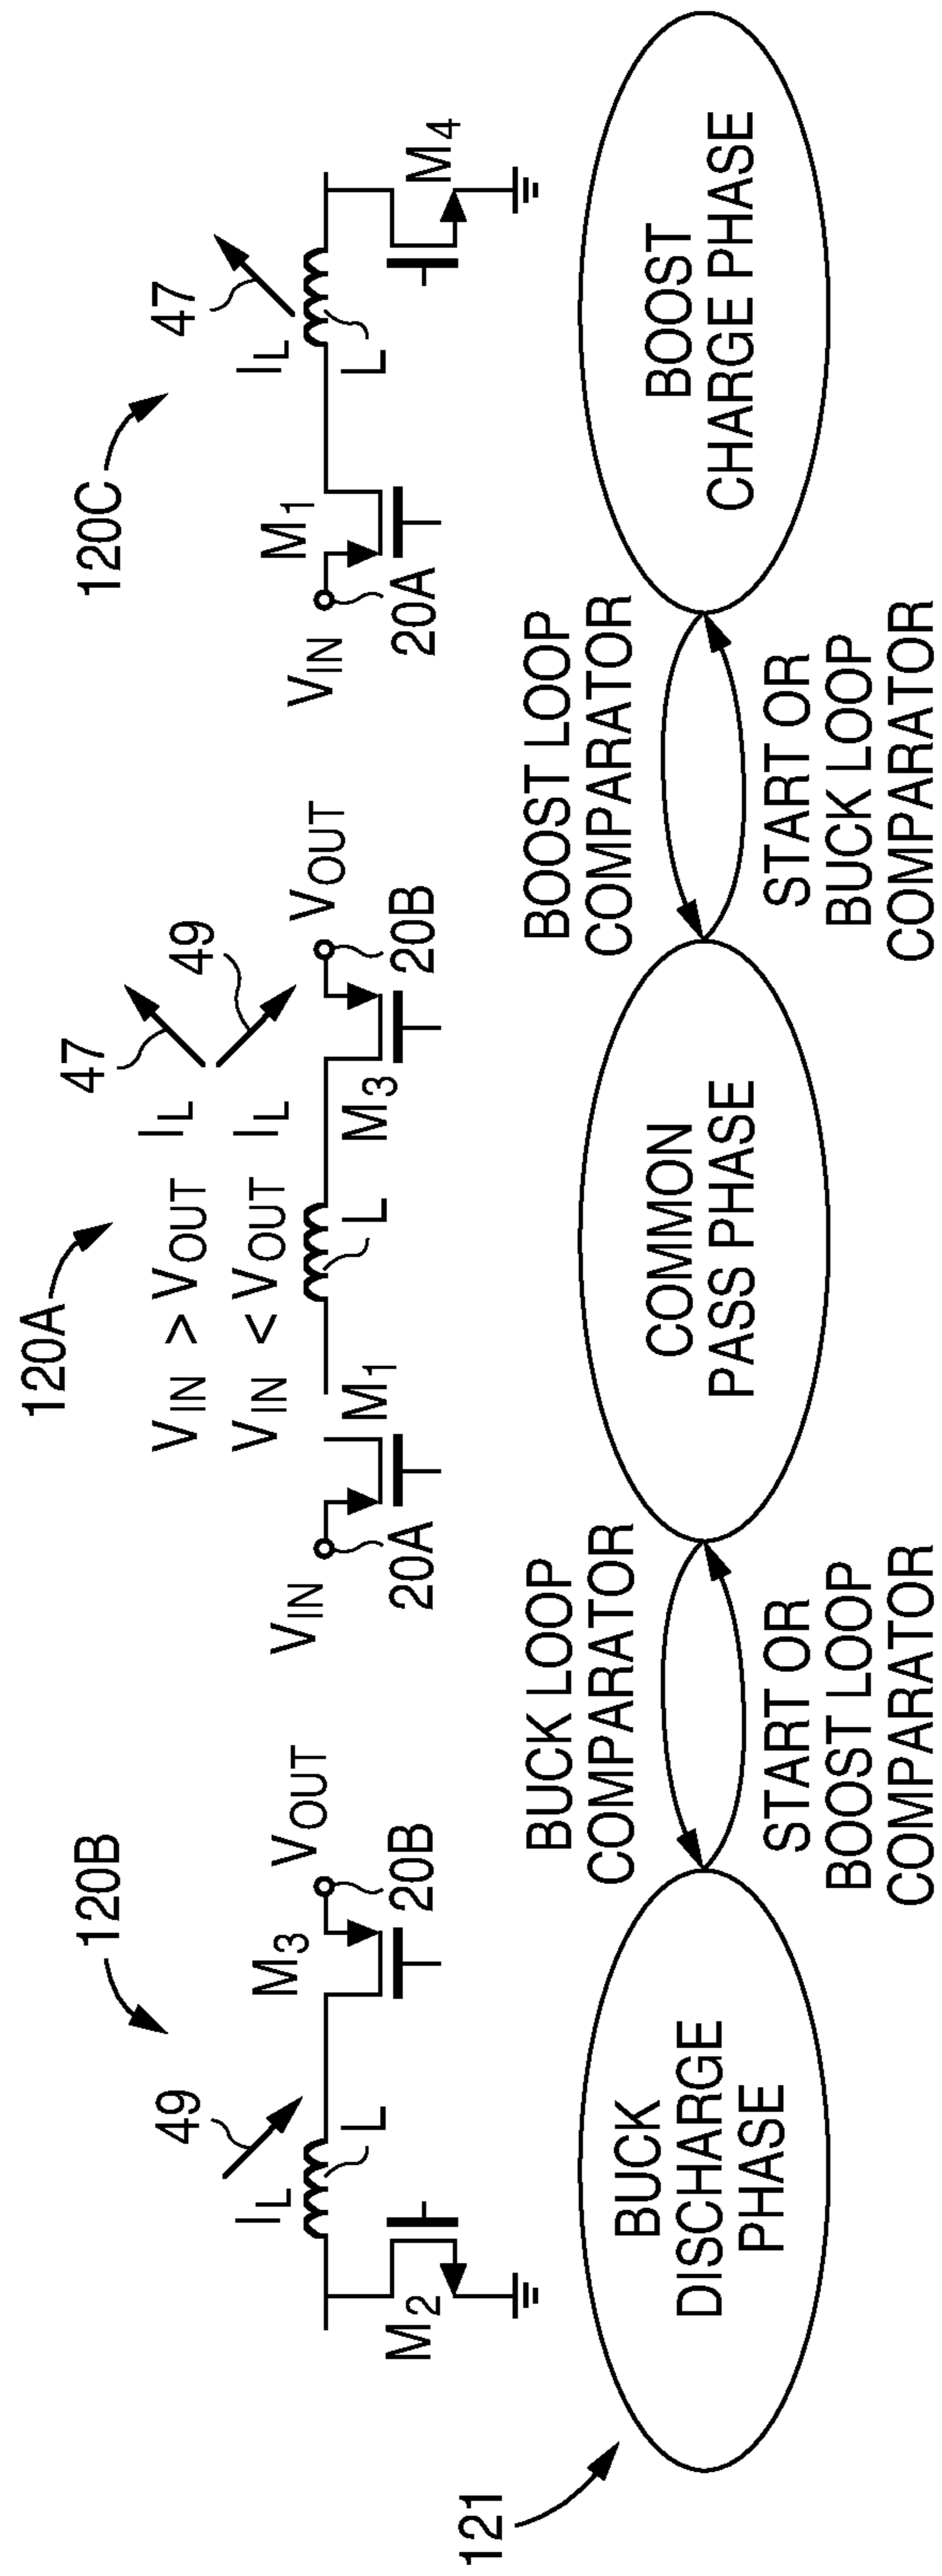 120B
49
I_L
L
M_2
M_3
V_OUT
20B
120A
V_IN > V_OUT I_L
47
V_IN < V_OUT I_L
49
V_IN
20A
M_1
L
M_3
V_OUT
20B
120C
47
I_L
L
V_IN
20A
M_1
M_4
121
BUCK
DISCHARGE
PHASE
BUCK LOOP
COMPARATOR
START OR
BOOST LOOP
COMPARATOR
COMMON
PASS PHASE
BOOST LOOP
COMPARATOR
START OR
BUCK LOOP
COMPARATOR
BOOST
CHARGE PHASE